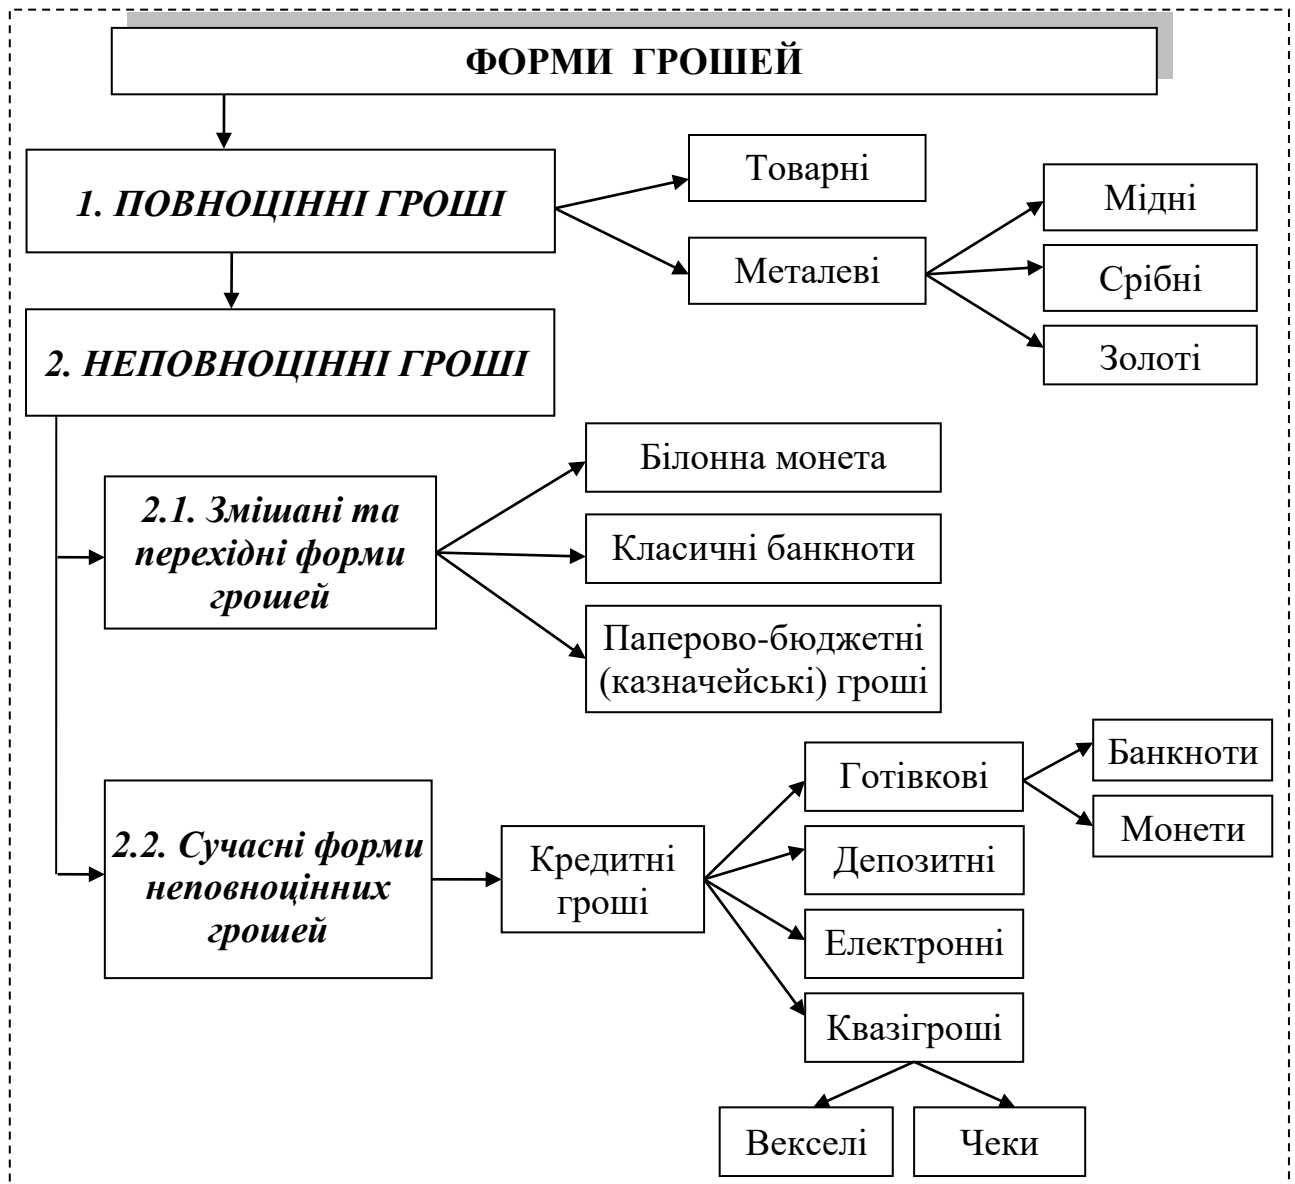 ФОРМИ ГРОШЕЙ
1. ПОВНОЦІННІ ГРОШІ
Товарні
Металеві
Мідні
Срібні
Золоті
2. НЕПОВНОЦІННІ ГРОШІ
2.1. Змішані та
перехідні форми
грошей
Білонна монета
Класичні банкноти
Паперово-бюджетні
(казначейські) гроші
2.2. Сучасні форми
неповноцінних
грошей
Кредитні
гроші
Готівкові
Банкноти
Монети
Депозитні
Електронні
Квазігроші
Векселі
Чеки